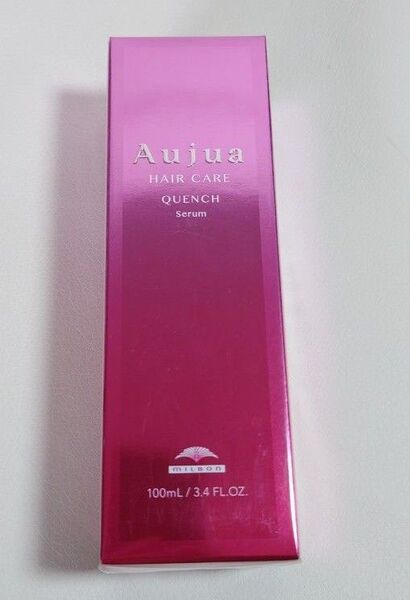 Aujua
HAIR CARE
QUENCH
Serum
MILBON
100mL / 3.4 FL.OZ.